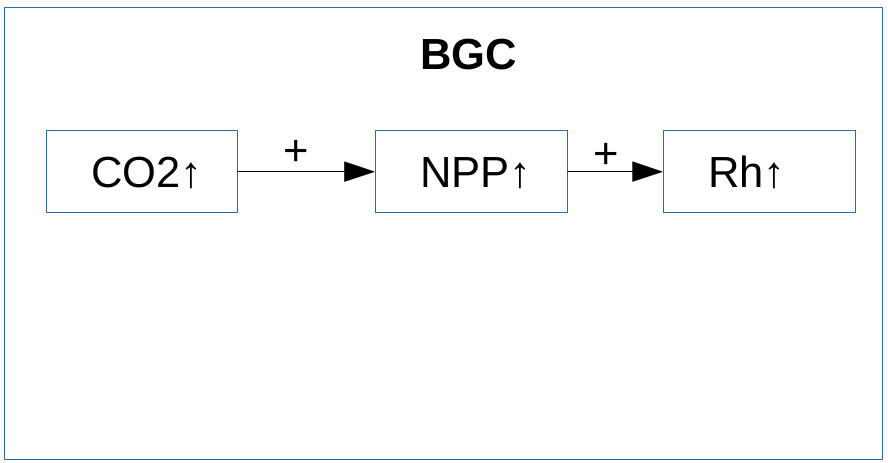 BGC
+ +
CO2↑ NPP↑ Rh↑